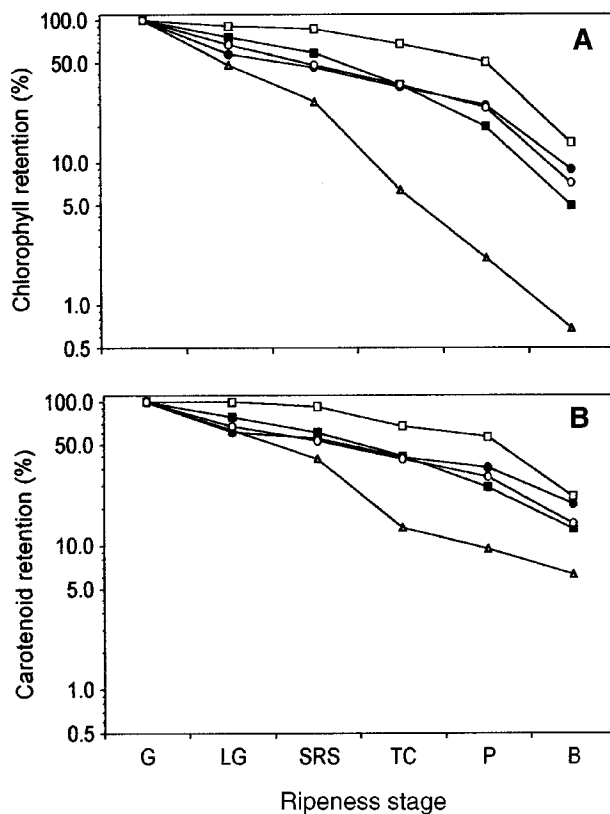 A
Chlorophyll retention (%)
100.0
50.0
10.0
5.0
1.0
0.5
B
Carotenoid retention (%)
100.0
50.0
10.0
5.0
1.0
0.5
G LG SRS TC P B
Ripeness stage